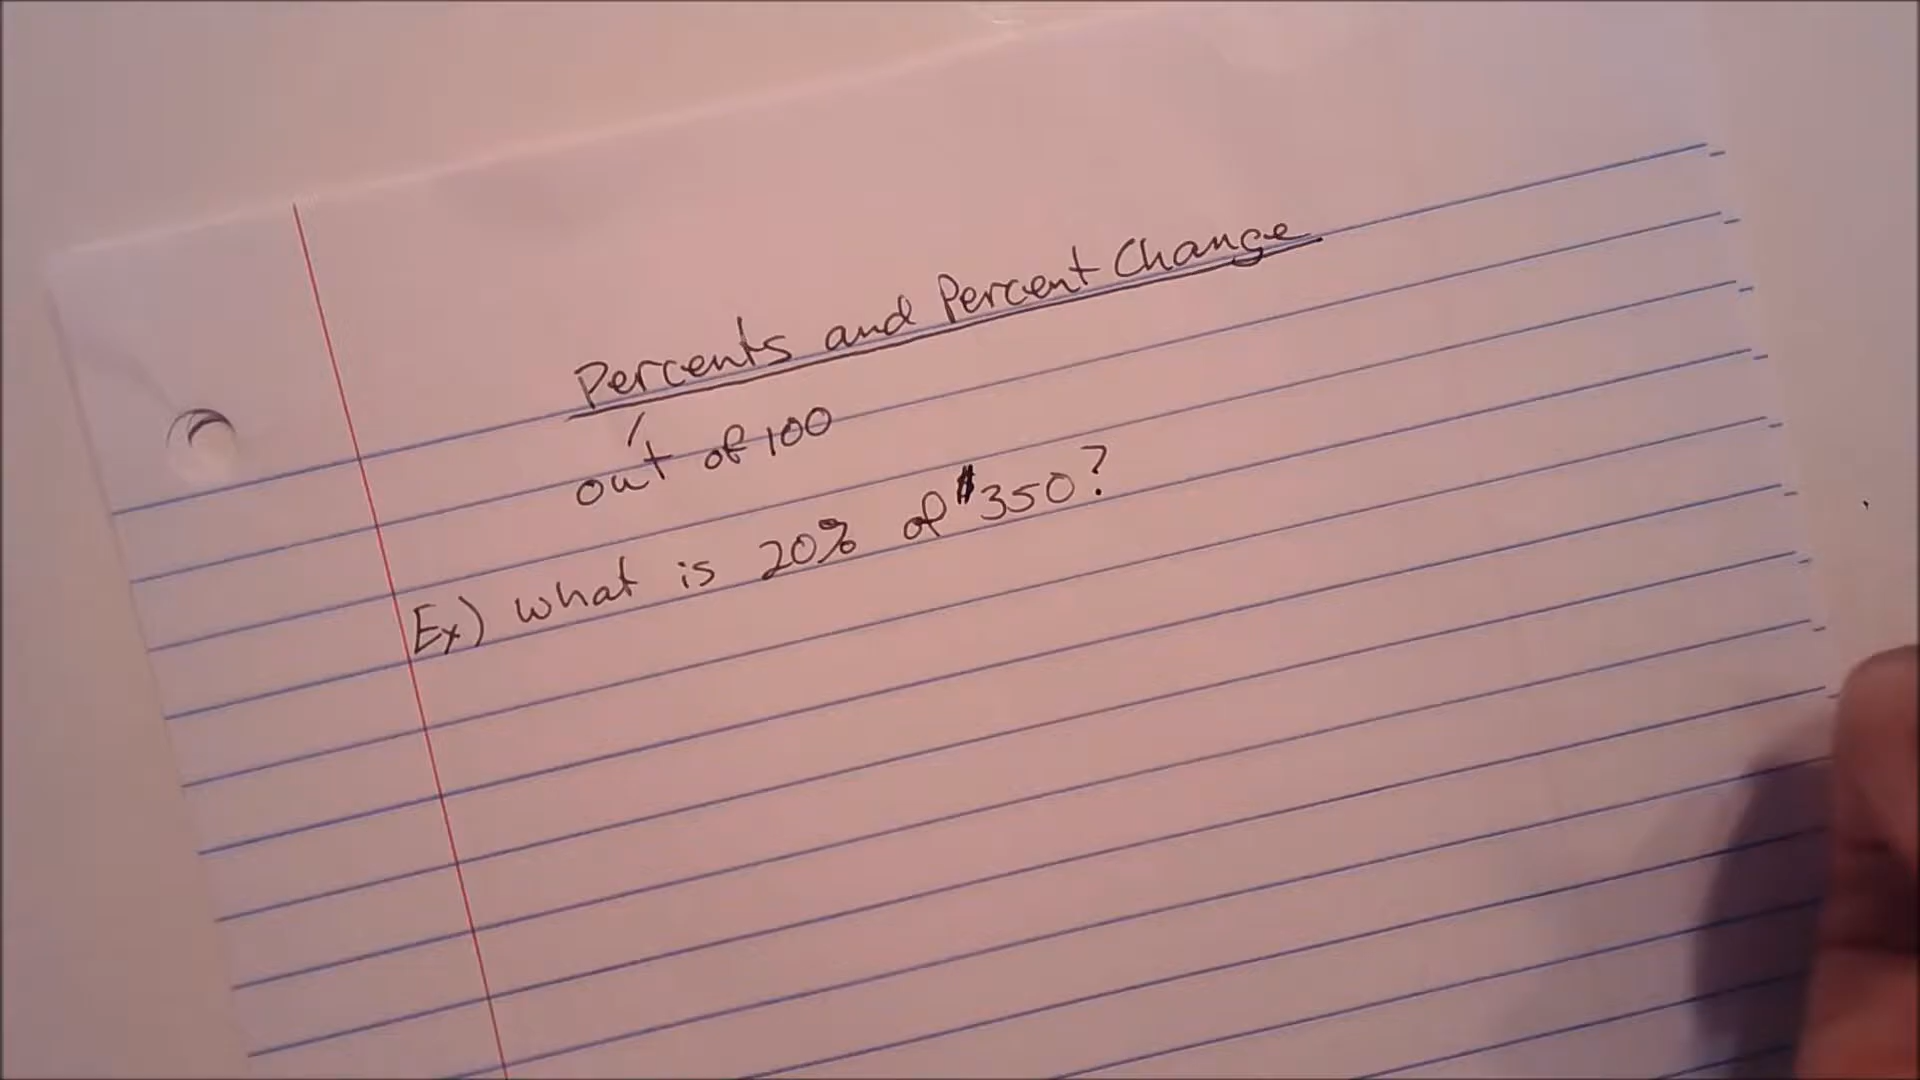 Percents and Percent Change
out of 100
Ex) what is 20% of $350?